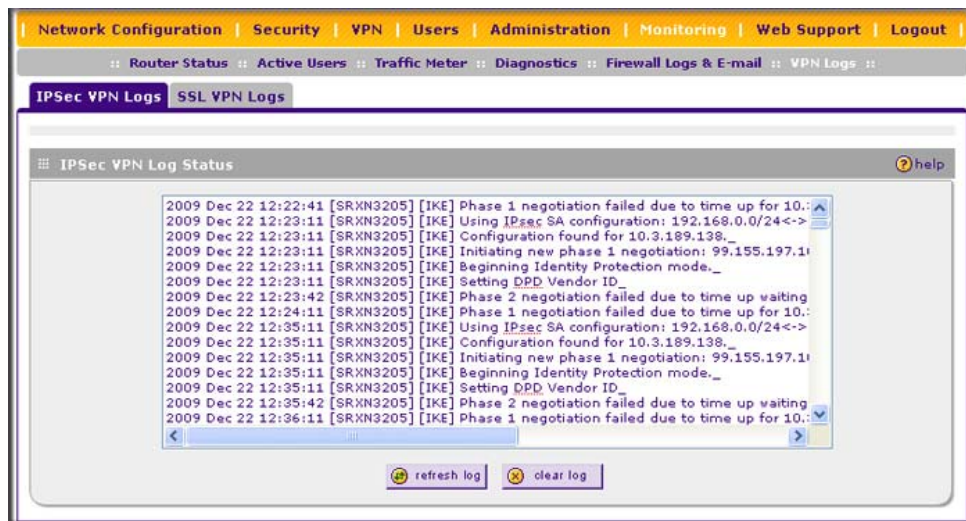 Network Configuration | Security | VPN | Users | Administration | Monitoring | Web Support | Logout
:: Router Status :: Active Users :: Traffic Meter :: Diagnostics :: Firewall Logs & E-mail :: VPN Logs ::
IPSec VPN Logs SSL VPN Logs
IPSec VPN Log Status help
2009 Dec 22 12:22:41 [SRXN3205] [IKE] Phase 1 negotiation failed due to time up for 10.
2009 Dec 22 12:23:11 [SRXN3205] [IKE] Using IPsec SA configuration: 192.168.0.0/24<->
2009 Dec 22 12:23:11 [SRXN3205] [IKE] Configuration found for 10.3.189.138._
2009 Dec 22 12:23:11 [SRXN3205] [IKE] Initiating new phase 1 negotiation: 99.155.197.1
2009 Dec 22 12:23:11 [SRXN3205] [IKE] Beginning Identity Protection mode._
2009 Dec 22 12:23:11 [SRXN3205] [IKE] Setting DPD Vendor ID_
2009 Dec 22 12:23:42 [SRXN3205] [IKE] Phase 2 negotiation failed due to time up waiting
2009 Dec 22 12:24:11 [SRXN3205] [IKE] Phase 1 negotiation failed due to time up for 10.
2009 Dec 22 12:35:11 [SRXN3205] [IKE] Using IPsec SA configuration: 192.168.0.0/24<->
2009 Dec 22 12:35:11 [SRXN3205] [IKE] Configuration found for 10.3.189.138._
2009 Dec 22 12:35:11 [SRXN3205] [IKE] Initiating new phase 1 negotiation: 99.155.197.1
2009 Dec 22 12:35:11 [SRXN3205] [IKE] Beginning Identity Protection mode._
2009 Dec 22 12:35:11 [SRXN3205] [IKE] Setting DPD Vendor ID_
2009 Dec 22 12:35:42 [SRXN3205] [IKE] Phase 2 negotiation failed due to time up waiting
2009 Dec 22 12:36:11 [SRXN3205] [IKE] Phase 1 negotiation failed due to time up for 10.
refresh log clear log